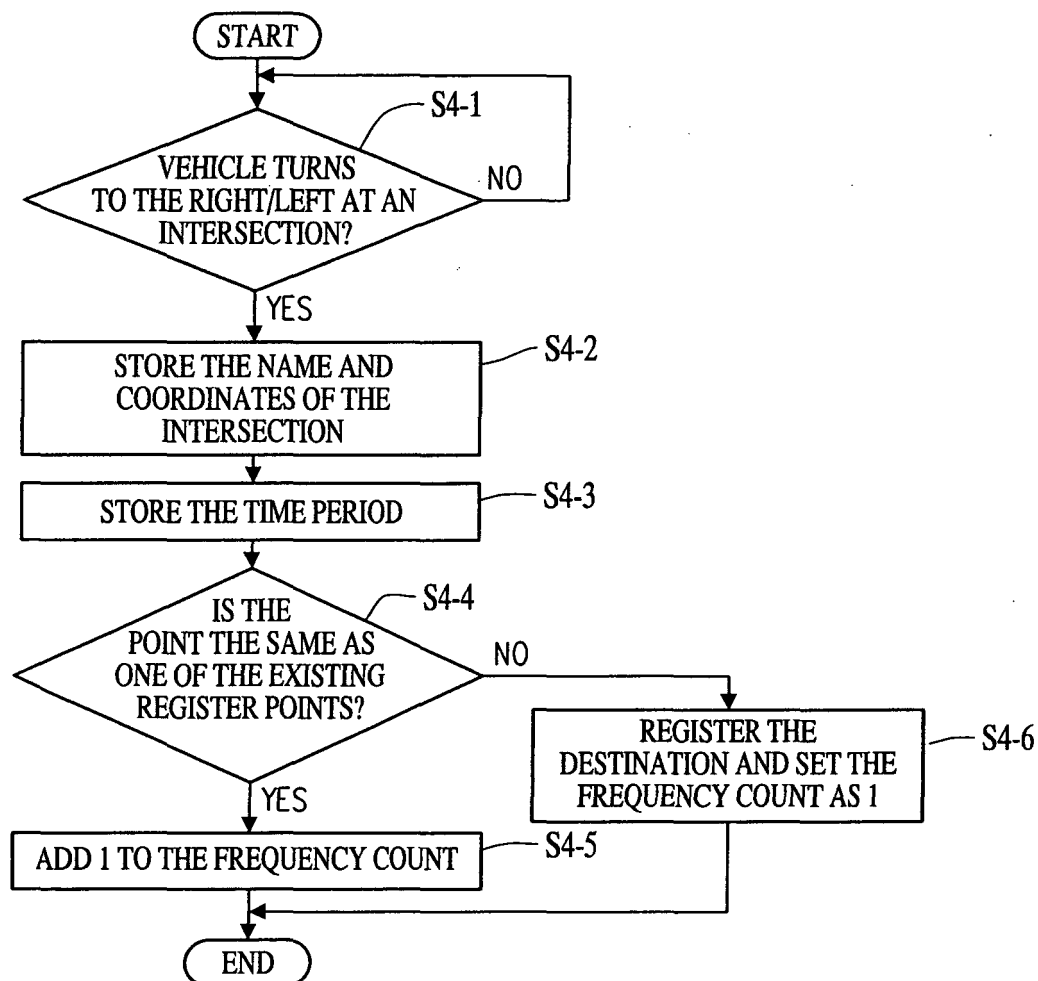 START
S4-1
VEHICLE TURNS
TO THE RIGHT/LEFT AT AN
INTERSECTION?
NO
YES
S4-2
STORE THE NAME AND
COORDINATES OF THE
INTERSECTION
S4-3
STORE THE TIME PERIOD
S4-4
IS THE
POINT THE SAME AS
ONE OF THE EXISTING
REGISTER POINTS?
NO
REGISTER THE
DESTINATION AND SET THE
FREQUENCY COUNT AS 1
S4-6
YES
ADD 1 TO THE FREQUENCY COUNT
S4-5
END